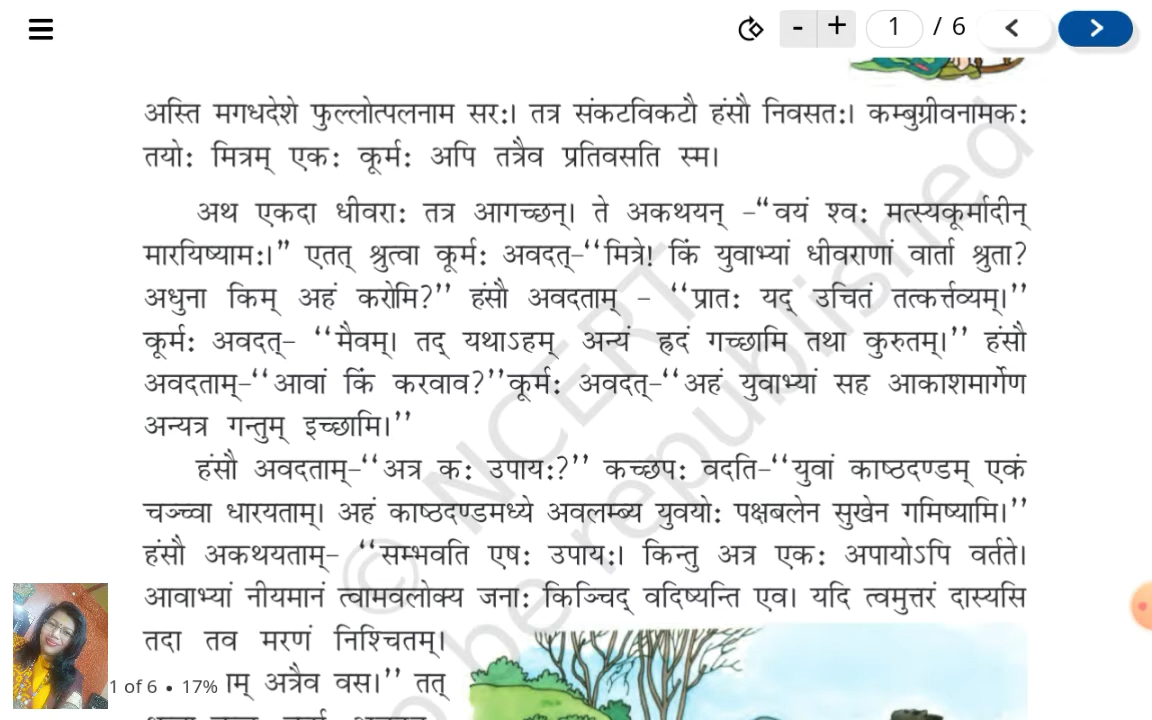 1 / 6
अस्ति मगधदेशे फुल्लोत्पलनाम सरः। तत्र संकटविकटौ हंसौ निवसतः। कम्बुग्रीवनामकः
तयोः मित्रम् एकः कूर्मः अपि तत्रैव प्रतिवसति स्म।
अथ एकदा धीवराः तत्र आगच्छन्। ते अकथयन् -“वयं श्वः मत्स्यकूर्मादीन्
मारयिष्यामः।” एतत् श्रुत्वा कूर्मः अवदत्-‘‘मित्रे! किं युवाभ्यां धीवराणां वार्ता श्रुता?
अधुना किम् अहं करोमि?’’ हंसौ अवदताम् - ‘‘प्रातः यद् उचितं तत्कर्त्तव्यम्।’’
कूर्मः अवदत्- ‘‘मैवम्। तद् यथाऽहम् अन्यं ह्रदं गच्छामि तथा कुरुतम्।’’ हंसौ
अवदताम्-‘‘आवां किं करवाव?’’कूर्मः अवदत्-‘‘अहं युवाभ्यां सह आकाशमार्गेण
अन्यत्र गन्तुम् इच्छामि।’’
हंसौ अवदताम्-‘‘अत्र कः उपायः?’’ कच्छपः वदति-‘‘युवां काष्ठदण्डम् एकं
चञ्च्वा धारयताम्। अहं काष्ठदण्डमध्ये अवलम्ब्य युवयोः पक्षबलेन सुखेन गमिष्यामि।’’
हंसौ अकथयताम्- ‘‘सम्भवति एषः उपायः। किन्तु अत्र एकः अपायोऽपि वर्तते।
आवाभ्यां नीयमानं त्वामवलोक्य जनाः किञ्चिद् वदिष्यन्ति एव। यदि त्वमुत्तरं दास्यसि
तदा तव मरणं निश्चितम्।
अत्रैव वस।’’ तत्
1 of 6 • 17%
© NCERT
be republished